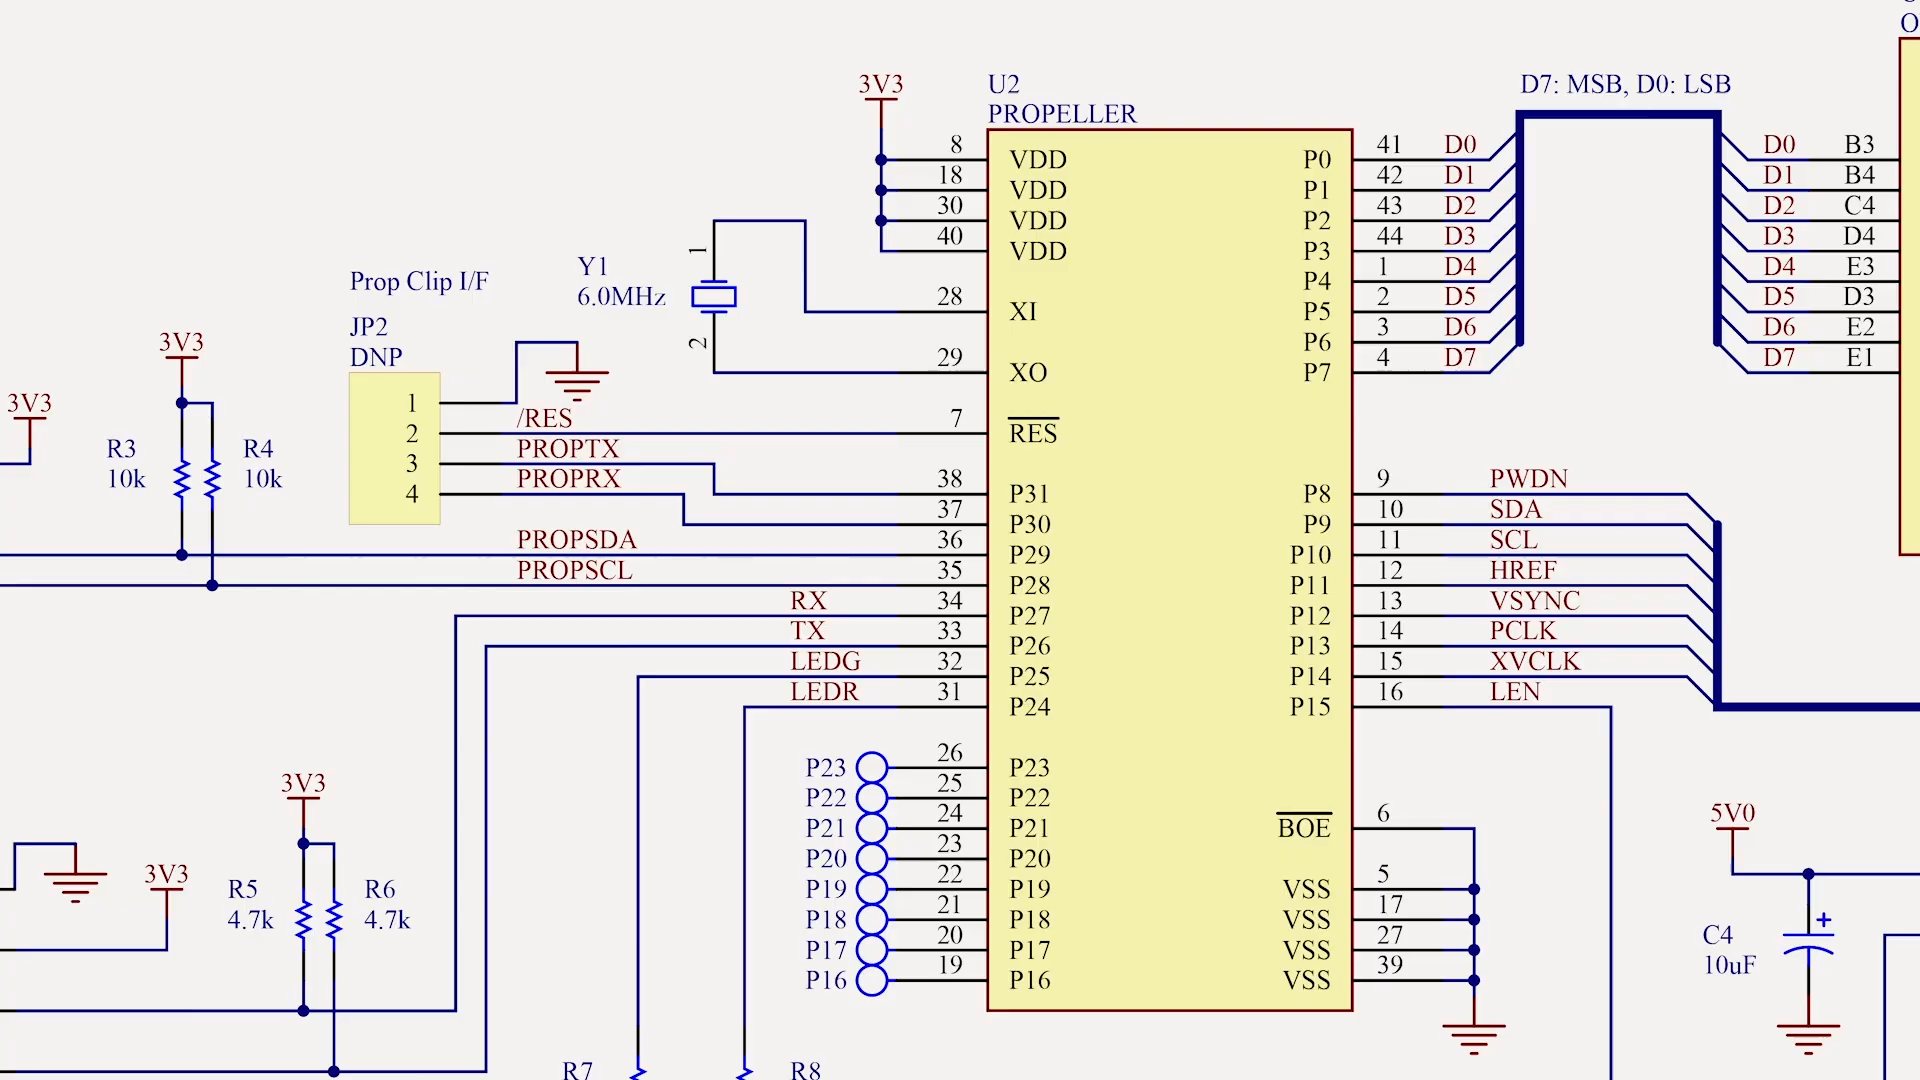 O
3V3
U2
PROPELLER
D7: MSB, D0: LSB
8 VDD
18 VDD
30 VDD
40 VDD
28 XI
29 XO
7 RES
38 P31
37 P30
36 P29
35 P28
34 P27
33 P26
32 P25
31 P24
26 P23
25 P22
24 P21
23 P20
22 P19
21 P18
20 P17
19 P16
P0 41 D0
P1 42 D1
P2 43 D2
P3 44 D3
P4 1 D4
P5 2 D5
P6 3 D6
P7 4 D7
D0 B3
D1 B4
D2 C4
D3 D4
D4 E3
D5 D3
D6 E2
D7 E1
P8 9 PWDN
P9 10 SDA
P10 11 SCL
P11 12 HREF
P12 13 VSYNC
P13 14 PCLK
P14 15 XVCLK
P15 16 LEN
BOE 6
VSS 5
VSS 17
VSS 27
VSS 39
Y1
6.0MHz
1
2
Prop Clip I/F
JP2
DNP
1
2 /RES
3 PROPTX
4 PROPRX
PROPSDA
PROPSCL
RX
TX
LEDG
LEDR
P23
P22
P21
P20
P19
P18
P17
P16
3V3
3V3
R3
10k
R4
10k
3V3
3V3
R5
4.7k
R6
4.7k
R7
R8
5V0
+
C4
10uF